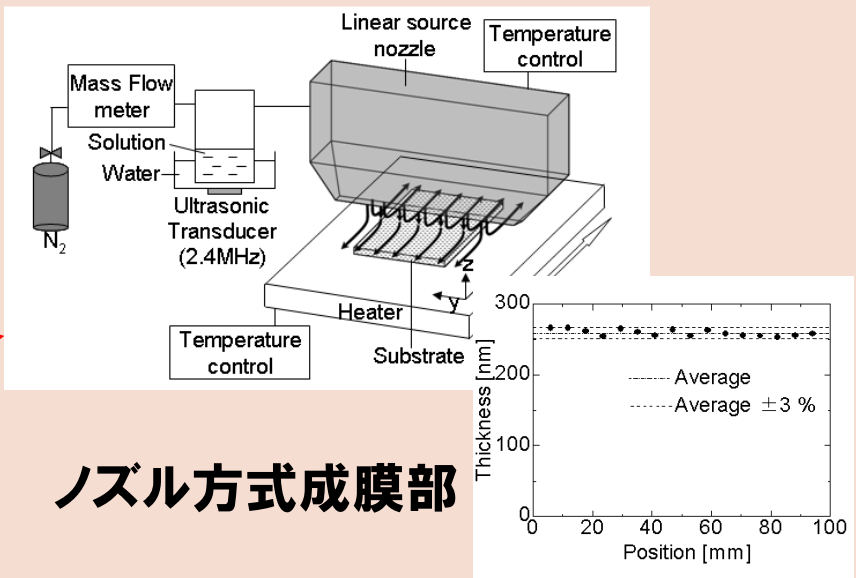 Linear source
nozzle
Temperature
control
Mass Flow
meter
Solution
Water
N2
Ultrasonic
Transducer
(2.4MHz)
z
y
Heater
Substrate
Temperature
control
ノズル方式成膜部
Thickness [nm]
300
200
100
0
Average
Average ±3 %
0 20 40 60 80 100
Position [mm]